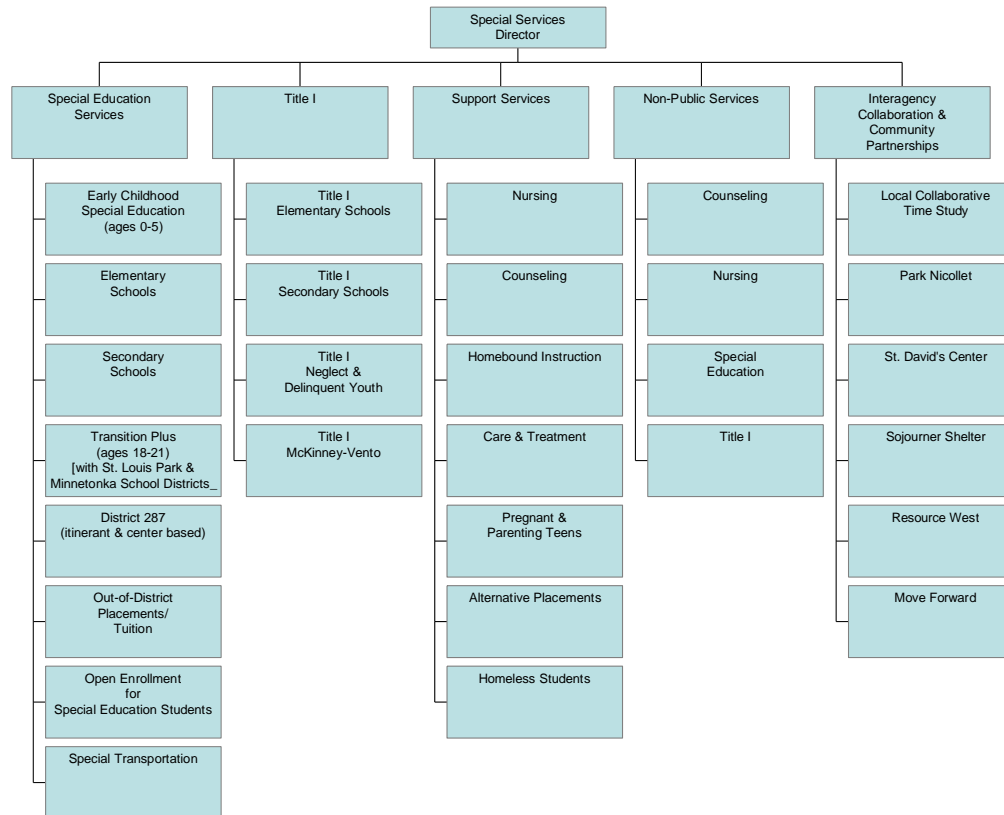 Special Services
Director
Special Education
Services
Early Childhood
Special Education
(ages 0-5)
Elementary
Schools
Secondary
Schools
Transition Plus
(ages 18-21)
[with St. Louis Park &
Minnetonka School Districts_
District 287
(itinerant & center based)
Out-of-District
Placements/
Tuition
Open Enrollment
for
Special Education Students
Special Transportation
Title I
Title I
Elementary Schools
Title I
Secondary Schools
Title I
Neglect &
Delinquent Youth
Title I
McKinney-Vento
Support Services
Nursing
Counseling
Homebound Instruction
Care & Treatment
Pregnant &
Parenting Teens
Alternative Placements
Homeless Students
Non-Public Services
Counseling
Nursing
Special
Education
Title I
Interagency
Collaboration &
Community
Partnerships
Local Collaborative
Time Study
Park Nicollet
St. David's Center
Sojourner Shelter
Resource West
Move Forward